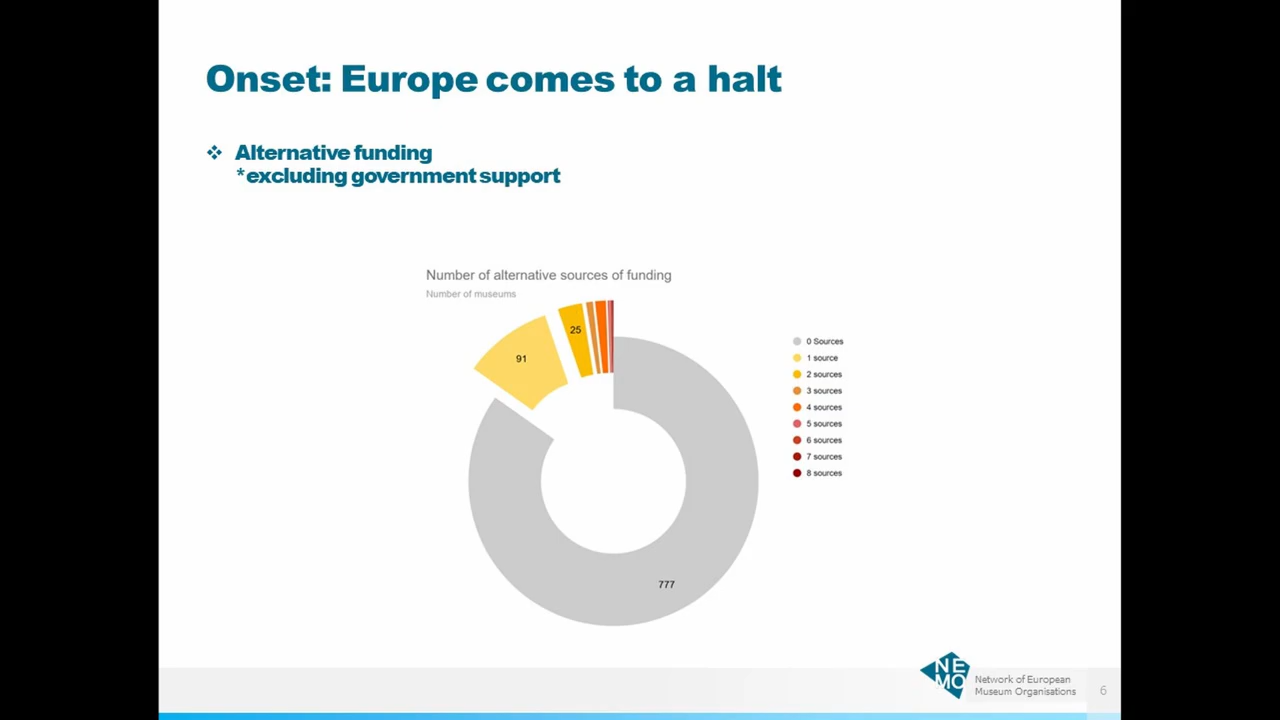 Onset: Europe comes to a halt
❖ Alternative funding
*excluding government support
Number of alternative sources of funding
Number of museums
25
91
777
0 Sources
1 source
2 sources
3 sources
4 sources
5 sources
6 sources
7 sources
8 sources
NE
MO
Network of European
Museum Organisations
6